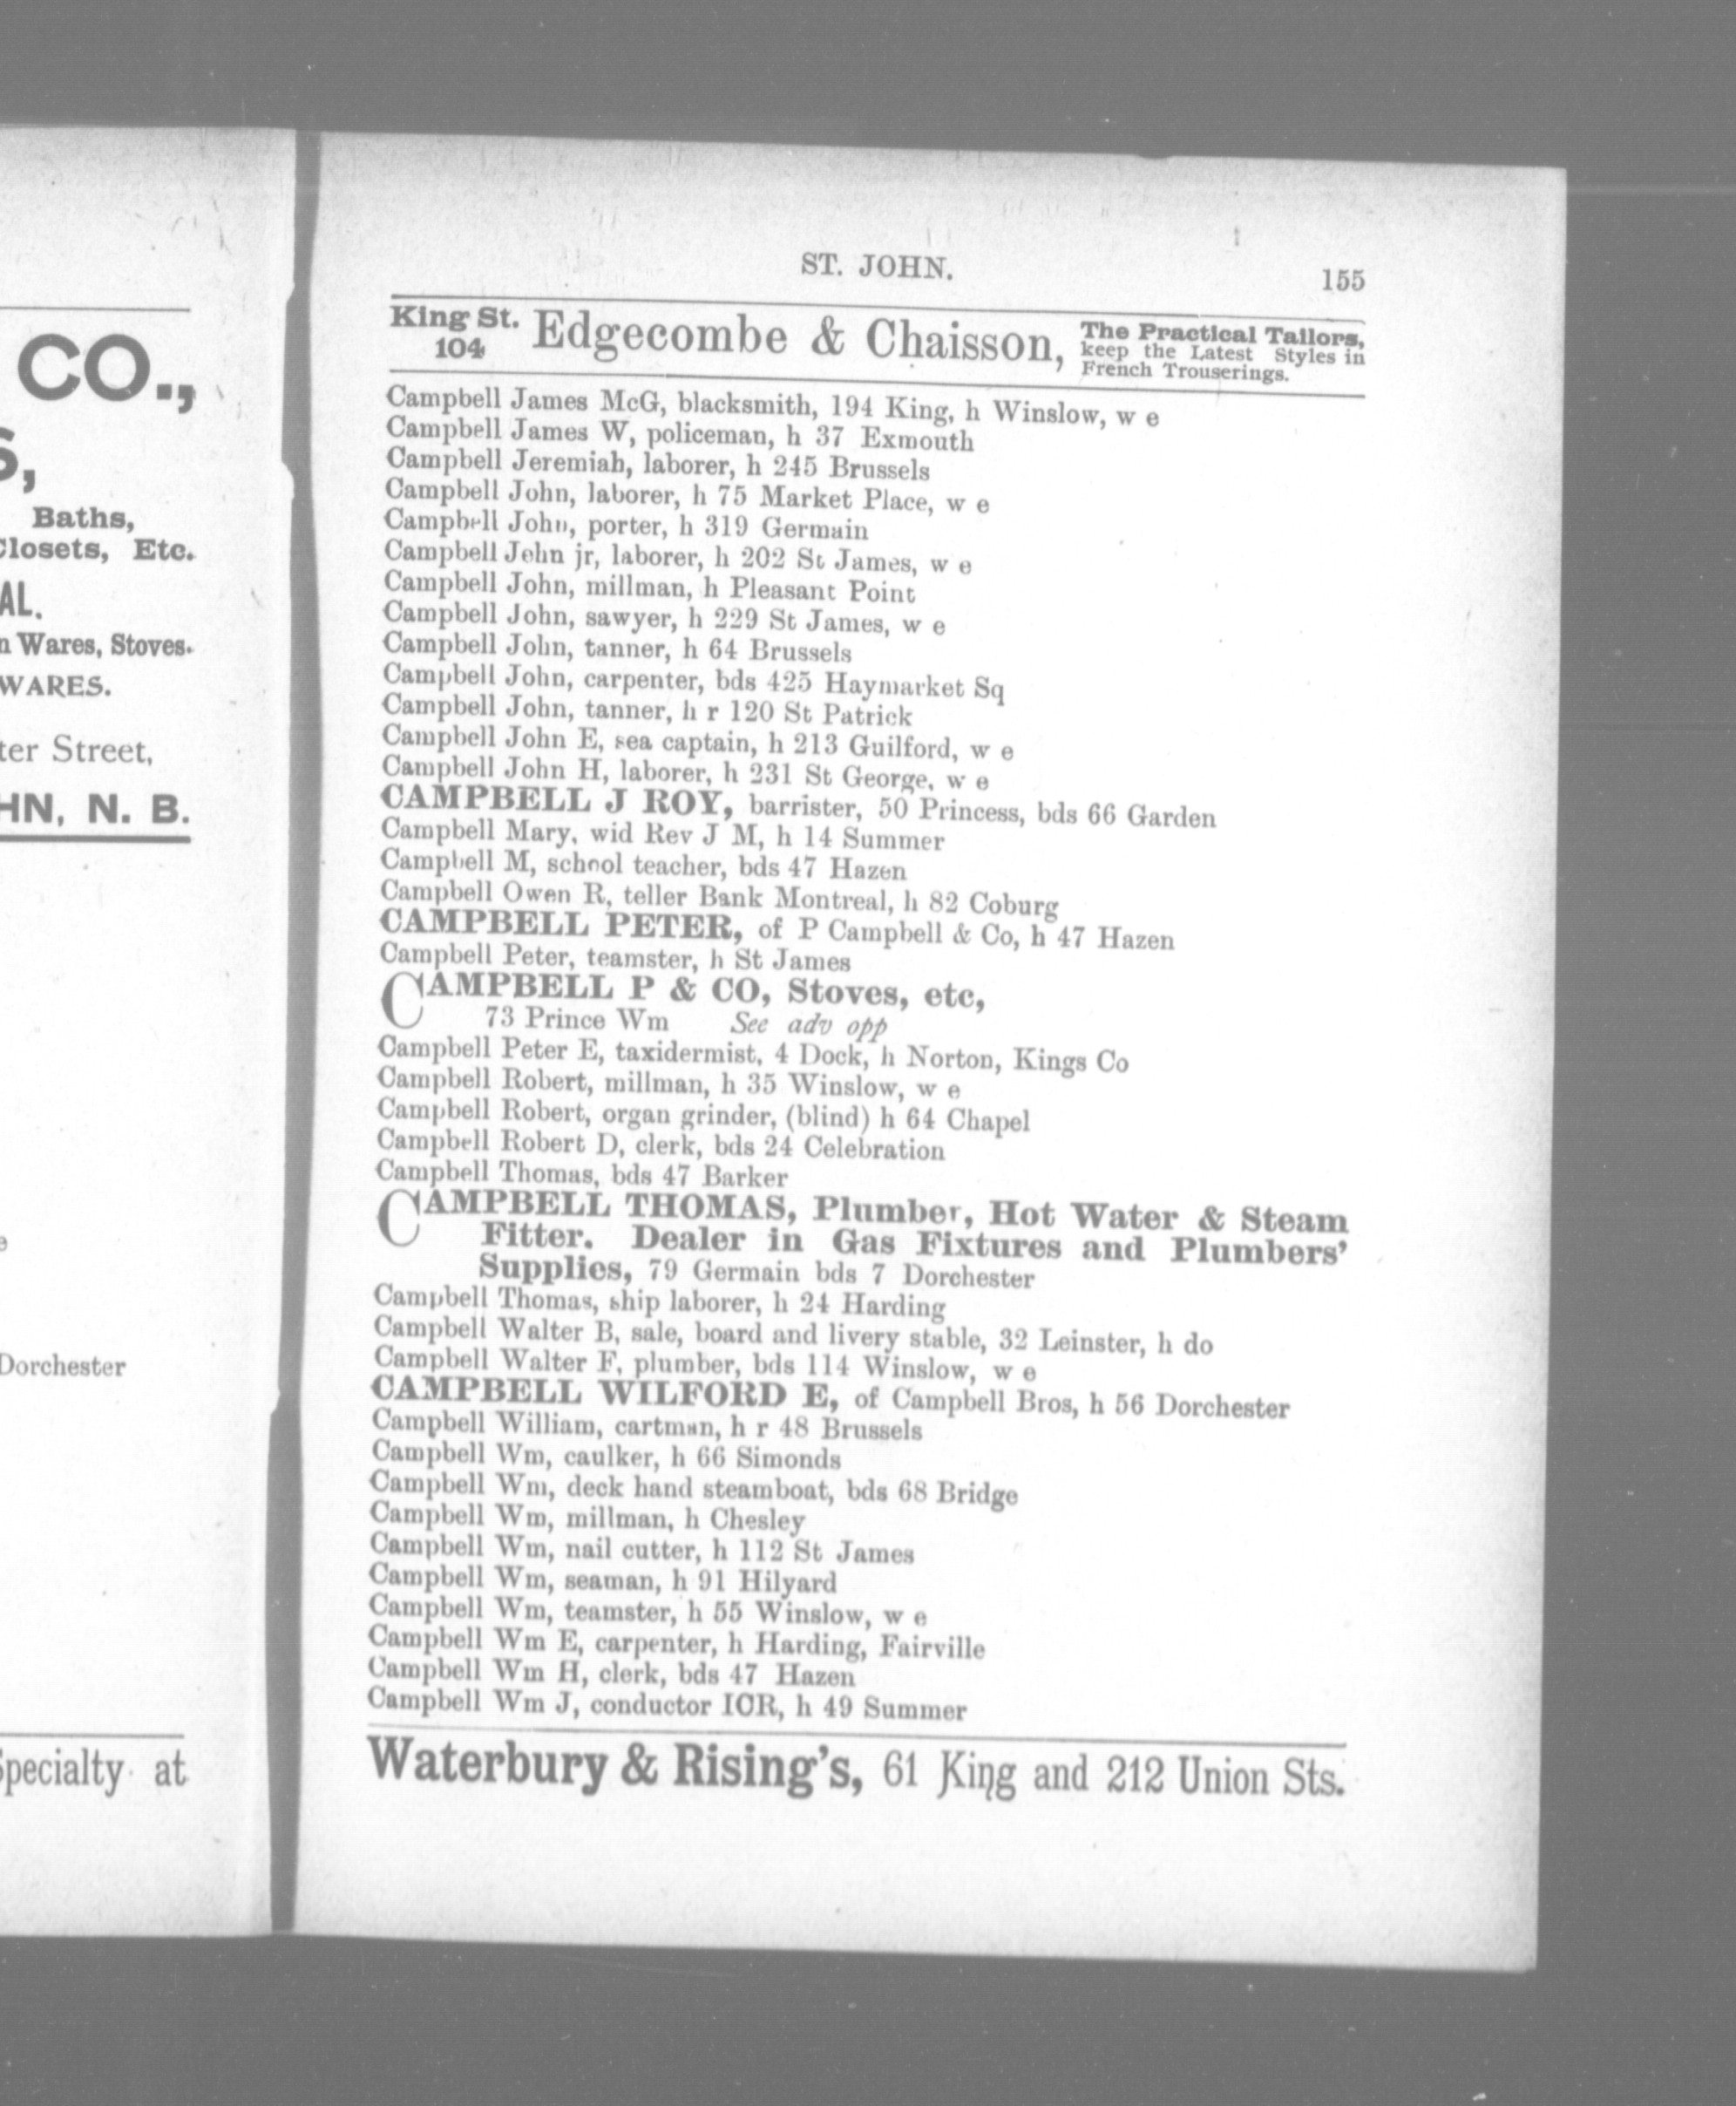 CO.,
S,
Baths,
Closets, Etc.
AL.
n Wares, Stoves.
WARES.
ter Street,
HN, N. B.
e
Dorchester
Specialty at
ST. JOHN.
155
King St.
104
Edgecombe & Chaisson,
The Practical Tailors,
keep the Latest Styles in
French Trouserings.
Campbell James McG, blacksmith, 194 King, h Winslow, w e
Campbell James W, policeman, h 37 Exmouth
Campbell Jeremiah, laborer, h 245 Brussels
Campbell John, laborer, h 75 Market Place, w e
Campbell John, porter, h 319 Germain
Campbell John jr, laborer, h 202 St James, w e
Campbell John, millman, h Pleasant Point
Campbell John, sawyer, h 229 St James, w e
Campbell John, tanner, h 64 Brussels
Campbell John, carpenter, bds 425 Haymarket Sq
Campbell John, tanner, h r 120 St Patrick
Campbell John E, sea captain, h 213 Guilford, w e
Campbell John H, laborer, h 231 St George, w e
CAMPBELL J ROY, barrister, 50 Princess, bds 66 Garden
Campbell Mary, wid Rev J M, h 14 Summer
Campbell M, school teacher, bds 47 Hazen
Campbell Owen R, teller Bank Montreal, h 82 Coburg
CAMPBELL PETER, of P Campbell & Co, h 47 Hazen
Campbell Peter, teamster, h St James
CAMPBELL P & CO, Stoves, etc,
73 Prince Wm See adv opp
Campbell Peter E, taxidermist, 4 Dock, h Norton, Kings Co
Campbell Robert, millman, h 35 Winslow, w e
Campbell Robert, organ grinder, (blind) h 64 Chapel
Campbell Robert D, clerk, bds 24 Celebration
Campbell Thomas, bds 47 Barker
CAMPBELL THOMAS, Plumber, Hot Water & Steam
Fitter. Dealer in Gas Fixtures and Plumbers'
Supplies, 79 Germain bds 7 Dorchester
Campbell Thomas, ship laborer, h 24 Harding
Campbell Walter B, sale, board and livery stable, 32 Leinster, h do
Campbell Walter F, plumber, bds 114 Winslow, w e
CAMPBELL WILFORD E, of Campbell Bros, h 56 Dorchester
Campbell William, cartman, h r 48 Brussels
Campbell Wm, caulker, h 66 Simonds
Campbell Wm, deck hand steamboat, bds 68 Bridge
Campbell Wm, millman, h Chesley
Campbell Wm, nail cutter, h 112 St James
Campbell Wm, seaman, h 91 Hilyard
Campbell Wm, teamster, h 55 Winslow, w e
Campbell Wm E, carpenter, h Harding, Fairville
Campbell Wm H, clerk, bds 47 Hazen
Campbell Wm J, conductor ICR, h 49 Summer
Waterbury & Rising's, 61 King and 212 Union Sts.